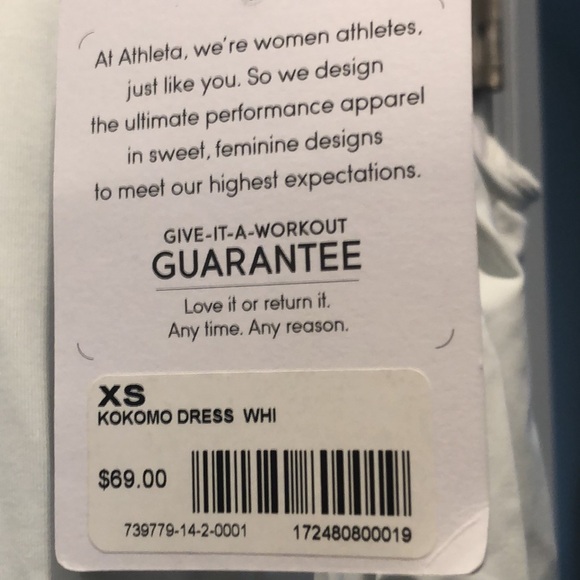 At Athleta, we're women athletes,
just like you. So we design
the ultimate performance apparel
in sweet, feminine designs
to meet our highest expectations.
GIVE-IT-A-WORKOUT
GUARANTEE
Love it or return it.
Any time. Any reason.
XS
KOKOMO DRESS WHI
$69.00
739779-14-2-0001 172480800019